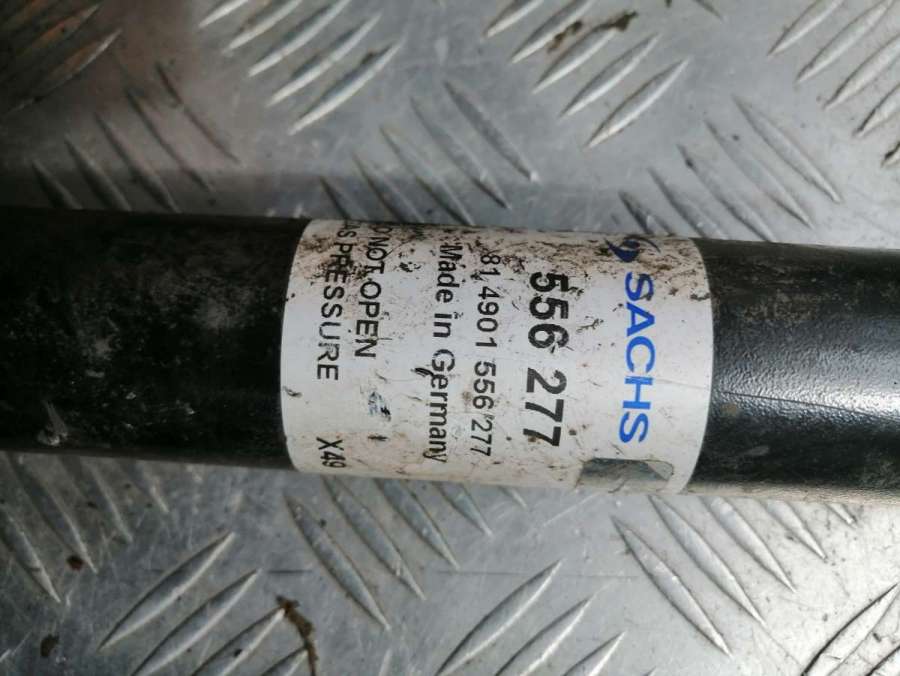 SACHS
556 277
81 4901 556 277
Made in Germany
NOT OPEN
PRESSURE
X49